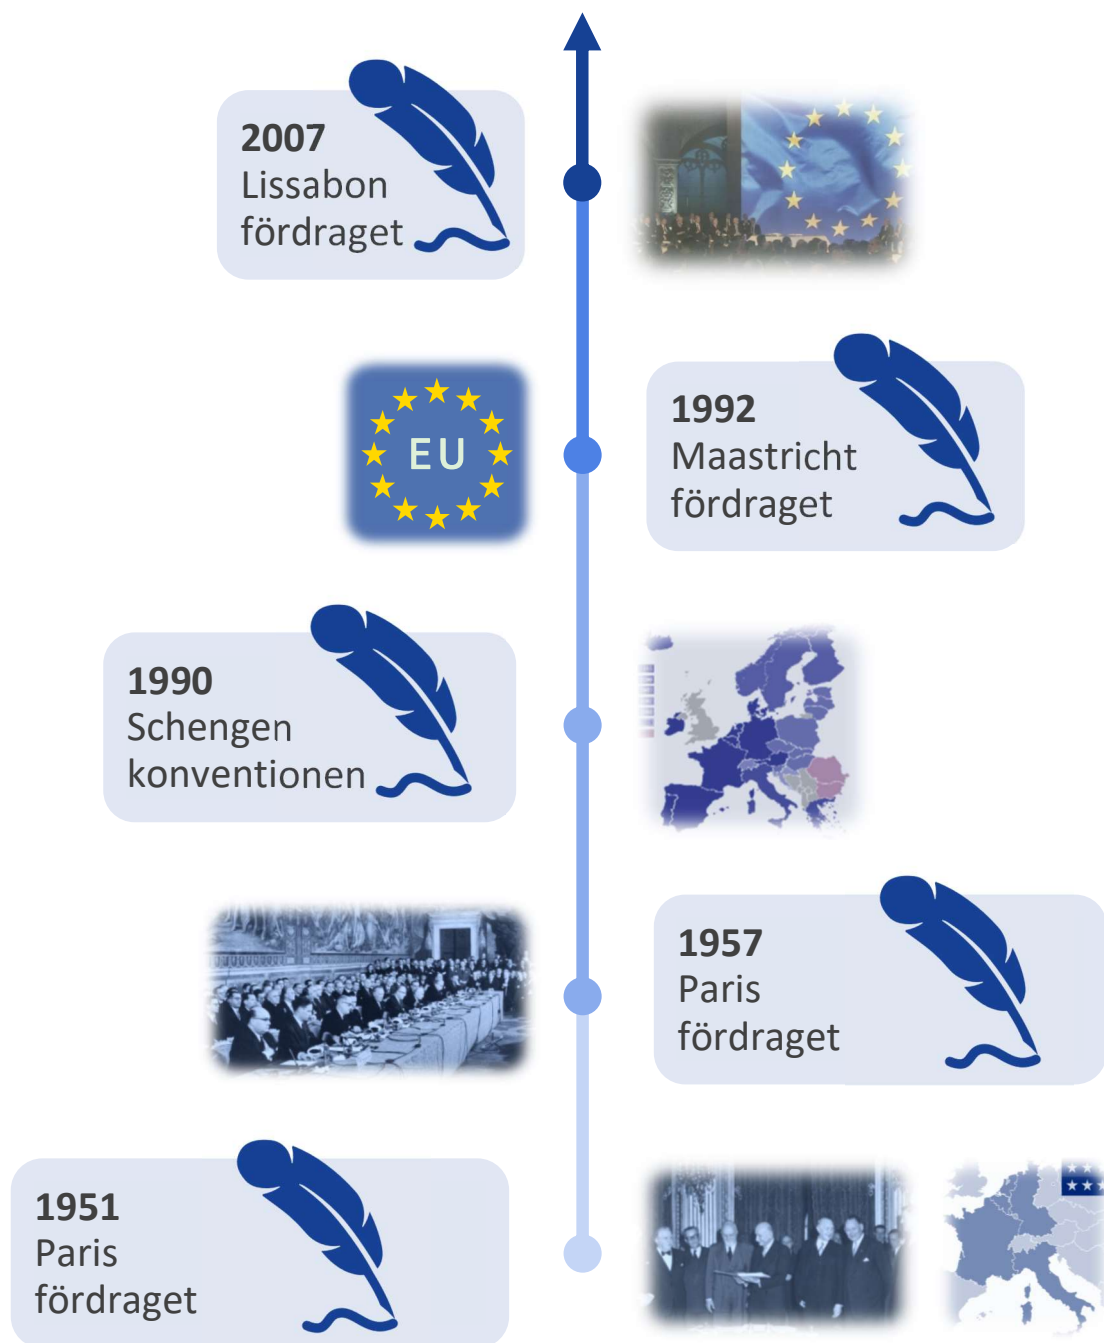 2007
Lissabon
fördraget
EU
1992
Maastricht
fördraget
1990
Schengen
konventionen
1957
Paris
fördraget
1951
Paris
fördraget